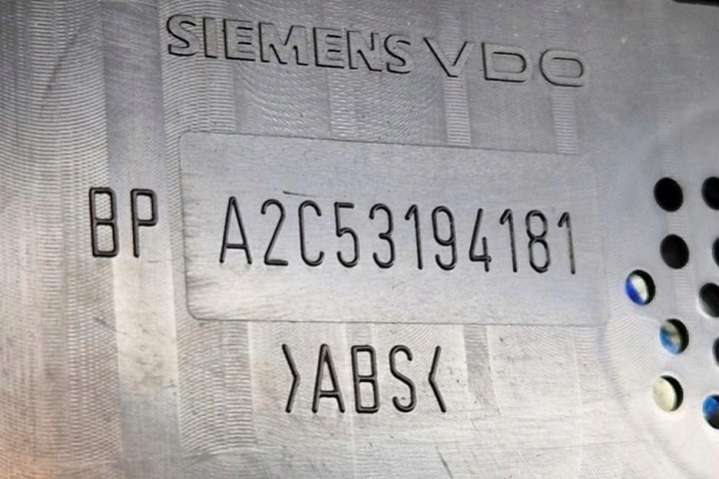 SIEMENS VDO
BP A2C53194181
>ABS<